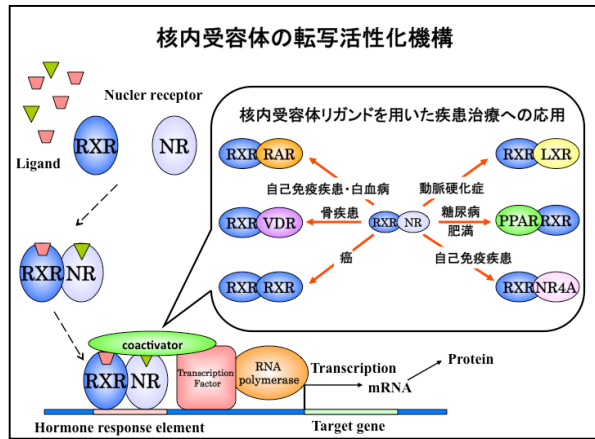 核内受容体の転写活性化機構
Nucler receptor
Ligand
RXR
NR
RXR
NR
核内受容体リガンドを用いた疾患治療への応用
RXR
RAR
RXR
LXR
自己免疫疾患・白血病
動脈硬化症
RXR
VDR
骨疾患
RXR
NR
糖尿病
肥満
PPAR
RXR
癌
自己免疫疾患
RXR
RXR
RXR
NR4A
coactivator
RXR
NR
Transcription
Factor
RNA
polymerase
Transcription
mRNA
Protein
Hormone response element
Target gene